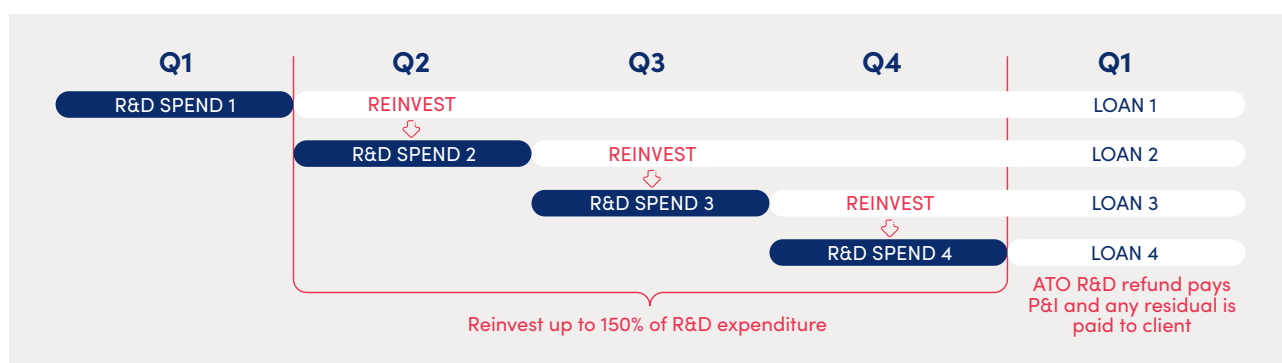 Q1 Q2 Q3 Q4 Q1
R&D SPEND 1 REINVEST LOAN 1
R&D SPEND 2 REINVEST LOAN 2
R&D SPEND 3 REINVEST LOAN 3
R&D SPEND 4 LOAN 4
Reinvest up to 150% of R&D expenditure
ATO R&D refund pays
P&I and any residual is
paid to client